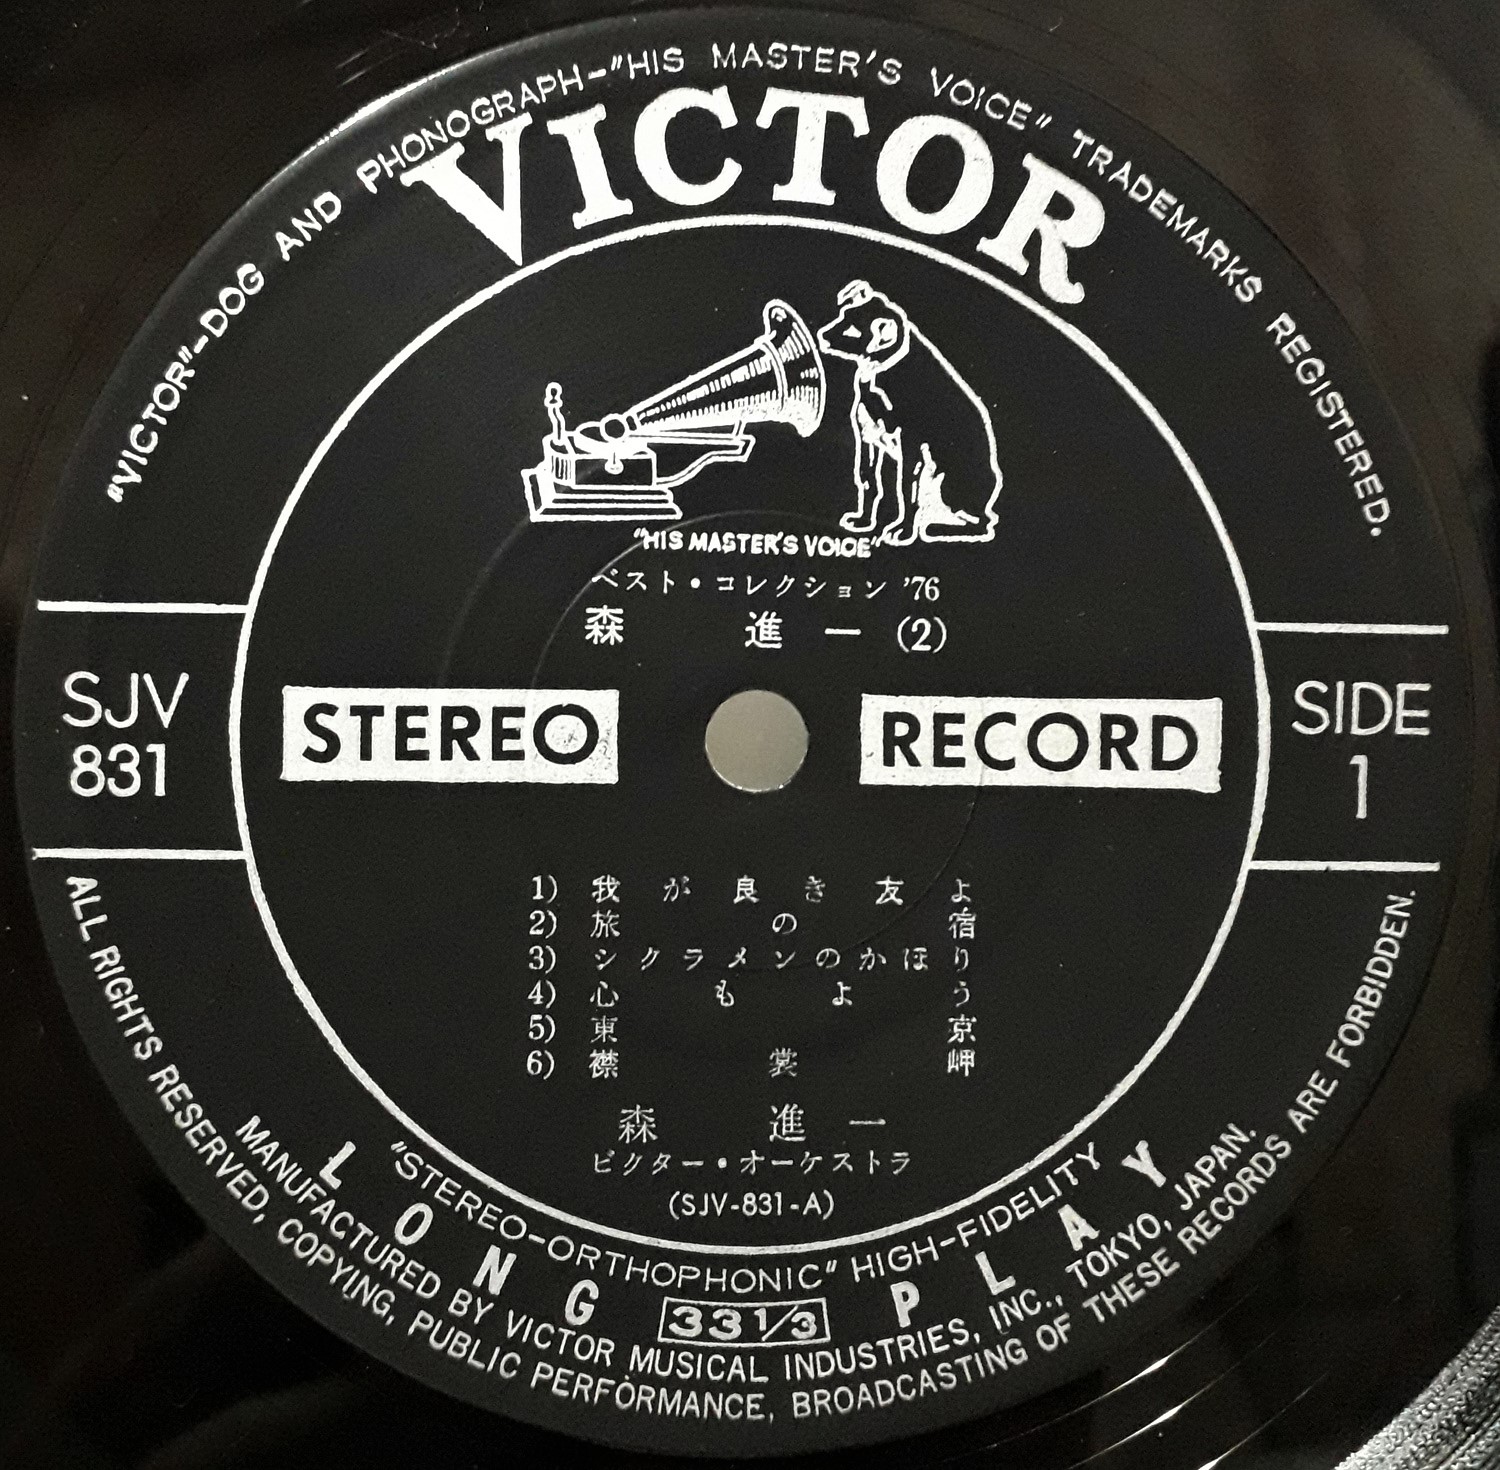 "VICTOR"-DOG AND PHONOGRAPH-"HIS MASTER'S VOICE" TRADEMARKS REGISTERED.
VICTOR
"HIS MASTER'S VOICE"
ベスト・コレクション '76
森 進 一 (2)
SJV
831
STEREO
RECORD
SIDE
1
1) 我が良き友よ
2) 旅の宿
3) シクラメンのかほり
4) 心もよう
5) 東京
6) 襟裳岬
森 進 一
ビクター・オーケストラ
(SJV-831-A)
"STEREO-ORTHOPHONIC" HIGH-FIDELITY
LONG 33 1/3 PLAY
MANUFACTURED BY VICTOR MUSICAL INDUSTRIES, INC., TOKYO, JAPAN.
ALL RIGHTS RESERVED, COPYING, PUBLIC PERFORMANCE, BROADCASTING OF THESE RECORDS ARE FORBIDDEN.